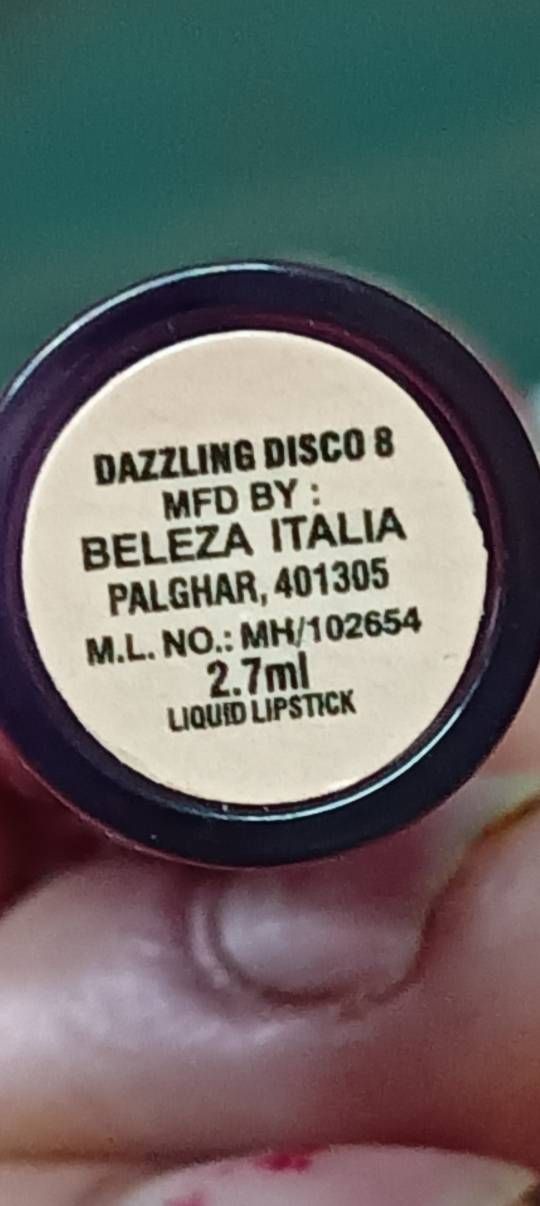 DAZZLING DISCO 8
MFD BY :
BELEZA ITALIA
PALGHAR, 401305
M.L. NO.: MH/102654
2.7ml
LIQUID LIPSTICK